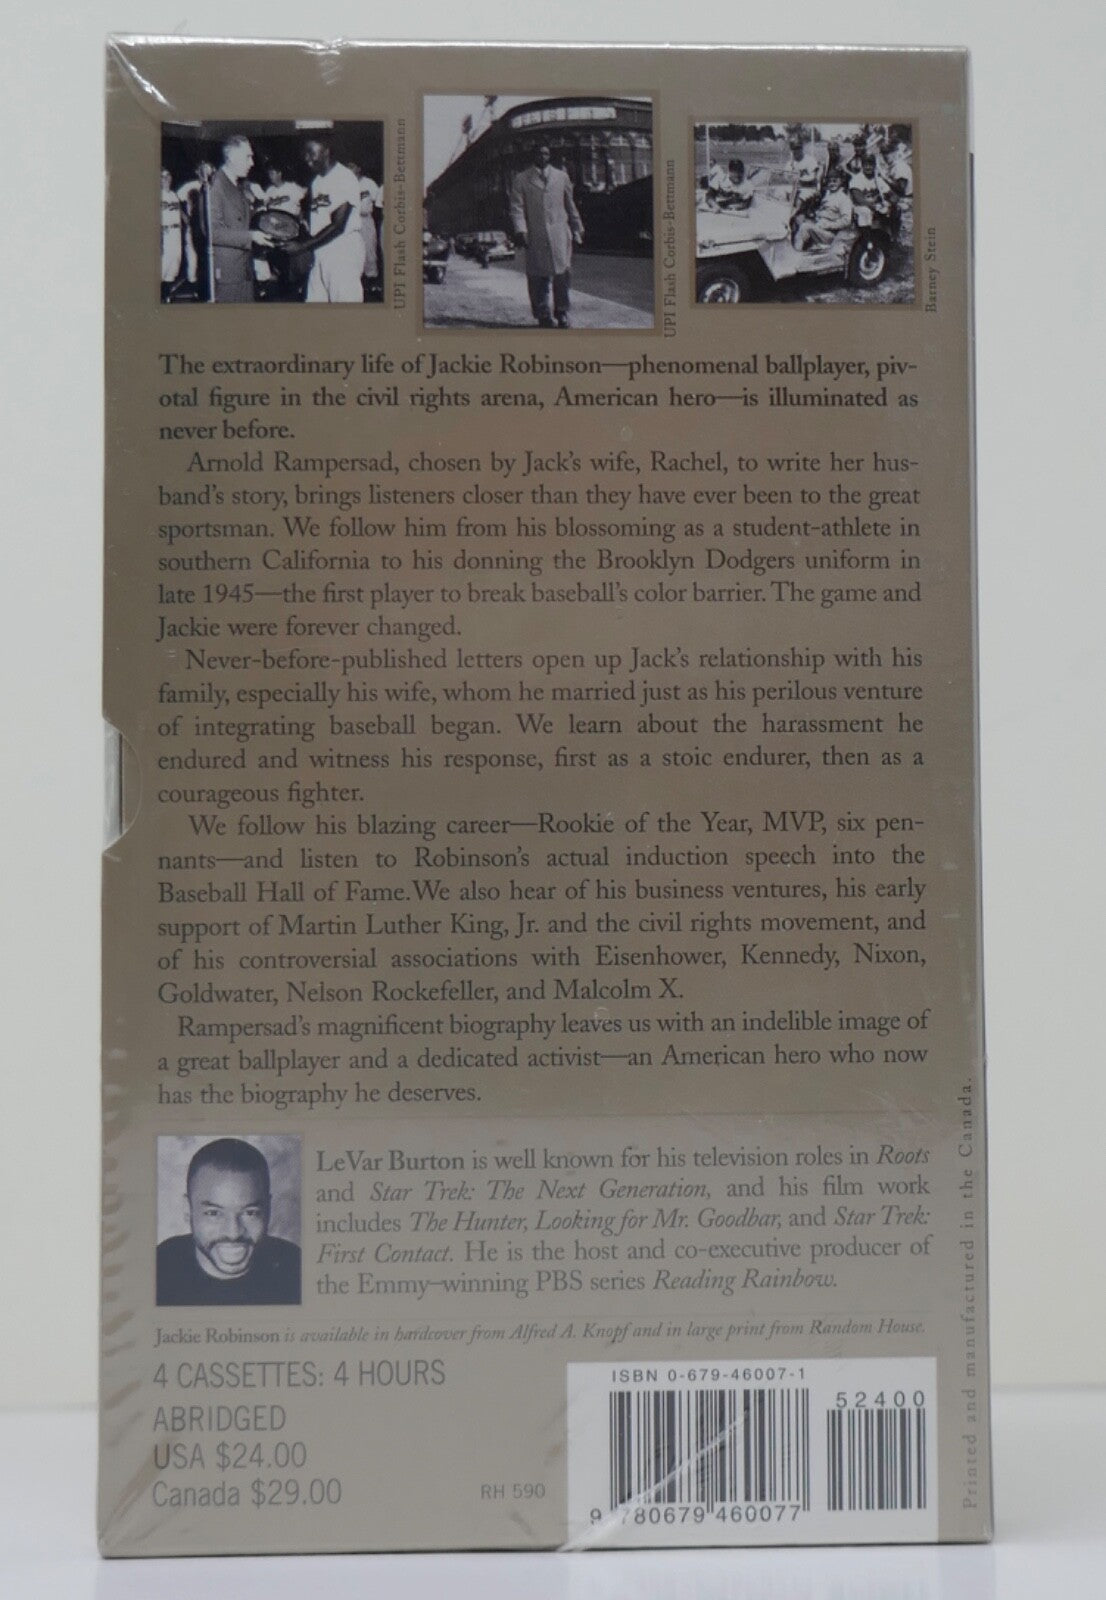 UPI Flash Corbis-Bettmann
UPI Flash Corbis-Bettmann
Barney Stein
The extraordinary life of Jackie Robinson—phenomenal ballplayer, piv-
otal figure in the civil rights arena, American hero—is illuminated as
never before.
Arnold Rampersad, chosen by Jack's wife, Rachel, to write her hus-
band's story, brings listeners closer than they have ever been to the great
sportsman. We follow him from his blossoming as a student-athlete in
southern California to his donning the Brooklyn Dodgers uniform in
late 1945—the first player to break baseball's color barrier. The game and
Jackie were forever changed.
Never-before-published letters open up Jack's relationship with his
family, especially his wife, whom he married just as his perilous venture
of integrating baseball began. We learn about the harassment he
endured and witness his response, first as a stoic endurer, then as a
courageous fighter.
We follow his blazing career—Rookie of the Year, MVP, six pen-
nants—and listen to Robinson's actual induction speech into the
Baseball Hall of Fame.We also hear of his business ventures, his early
support of Martin Luther King, Jr. and the civil rights movement, and
of his controversial associations with Eisenhower, Kennedy, Nixon,
Goldwater, Nelson Rockefeller, and Malcolm X.
Rampersad's magnificent biography leaves us with an indelible image of
a great ballplayer and a dedicated activist—an American hero who now
has the biography he deserves.
LeVar Burton is well known for his television roles in Roots
and Star Trek: The Next Generation, and his film work
includes The Hunter, Looking for Mr. Goodbar, and Star Trek:
First Contact. He is the host and co-executive producer of
the Emmy-winning PBS series Reading Rainbow.
Jackie Robinson is available in hardcover from Alfred A. Knopf and in large print from Random House.
4 CASSETTES: 4 HOURS
ABRIDGED
USA $24.00
Canada $29.00
RH 590
ISBN 0-679-46007-1
52400
9 780679 460077
Printed and manufactured in the Canada.